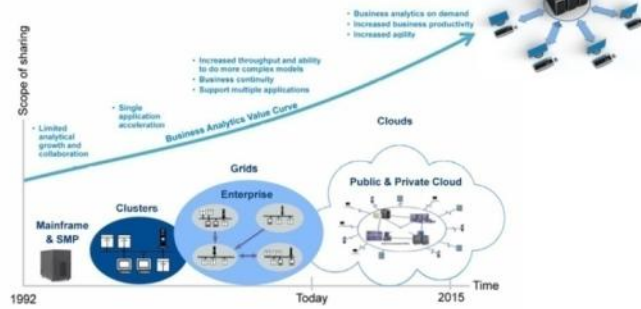 • Business analytics on demand
• Increased business productivity
• Increased agility
Scope of sharing
• Increased throughput and ability
to do more complex models
• Business continuity
• Support multiple applications
• Single
application
acceleration
Business Analytics Value Curve
• Limited
analytical
growth and
collaboration
Clouds
Grids
Public & Private Cloud
Enterprise
Clusters
Mainframe
& SMP
Time
1992
Today
2015